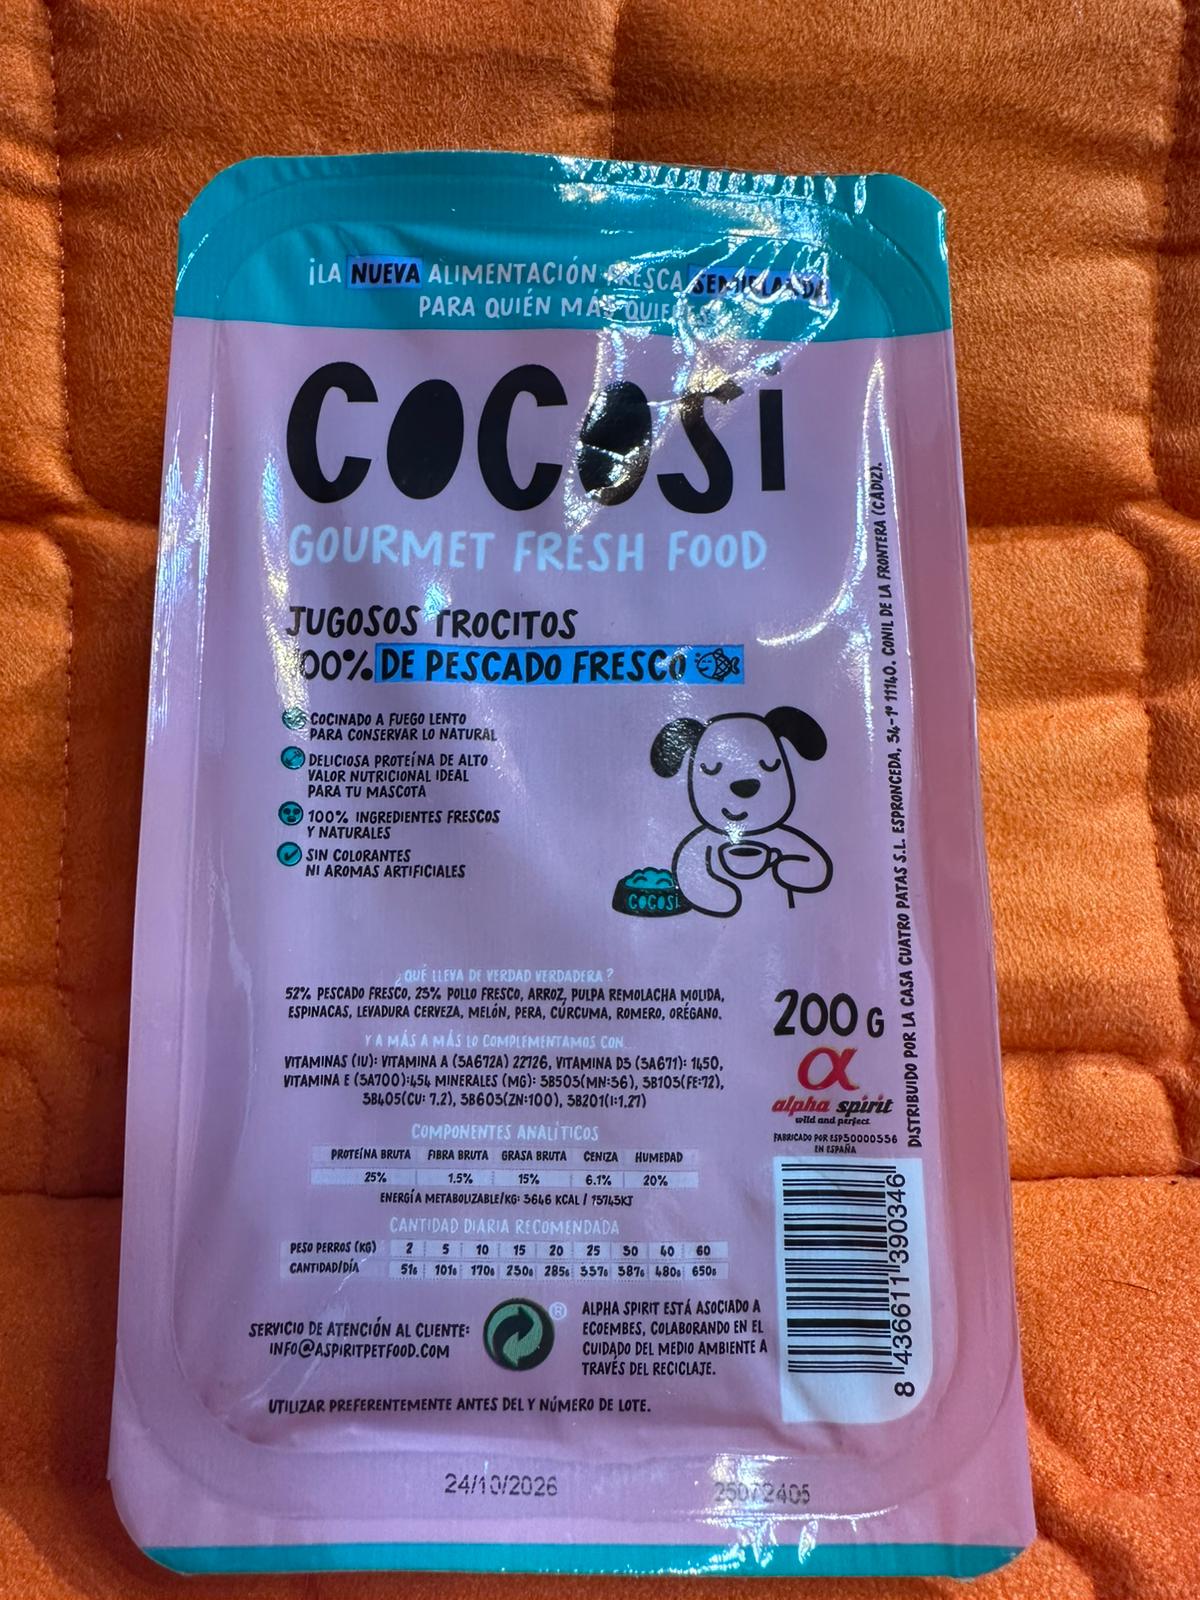 ¡LA NUEVA ALIMENTACIÓN FRESCA
PARA QUIÉN MÁS
COCOSI
GOURMET FRESH FOOD
JUGOSOS TROCITOS
100% DE PESCADO FRESCO
COCINADO A FUEGO LENTO
PARA CONSERVAR LO NATURAL
DELICIOSA PROTEÍNA DE ALTO
VALOR NUTRICIONAL IDEAL
PARA TU MASCOTA
100% INGREDIENTES FRESCOS
Y NATURALES
SIN COLORANTES
NI AROMAS ARTIFICIALES
COCOSI
¿QUÉ LLEVA DE VERDAD VERDADERA?
52% PESCADO FRESCO, 25% POLLO FRESCO, ARROZ, PULPA REMOLACHA MOLIDA,
ESPINACAS, LEVADURA CERVEZA, MELÓN, PERA, CÚRCUMA, ROMERO, ORÉGANO.
Y A MÁS A MÁS LO COMPLEMENTAMOS CON...
VITAMINAS (IU): VITAMINA A (3A672A) 22726, VITAMINA D3 (3A671): 1450,
VITAMINA E (3A700):454 MINERALES (MG): 3B503(MN:36), 3B103(FE:72),
3B405(CU: 7.2), 3B603(ZN:100), 3B201(I:1.27)
COMPONENTES ANALÍTICOS
PROTEÍNA BRUTA FIBRA BRUTA GRASA BRUTA CENIZA HUMEDAD
25% 1.5% 15% 6.1% 20%
ENERGÍA METABOLIZABLE/KG: 3646 KCAL / 15743KJ
CANTIDAD DIARIA RECOMENDADA
PESO PERROS (KG) 2 5 10 15 20 25 30 40 60
CANTIDAD/DÍA 51G 101G 170G 230G 285G 337G 387G 480G 650G
SERVICIO DE ATENCIÓN AL CLIENTE:
INFO@ASPIRITPETFOOD.COM
®
ALPHA SPIRIT ESTÁ ASOCIADO A
ECOEMBES, COLABORANDO EN EL
CUIDADO DEL MEDIO AMBIENTE A
TRAVÉS DEL RECICLAJE.
UTILIZAR PREFERENTEMENTE ANTES DEL Y NÚMERO DE LOTE.
24/10/2026 25072405
200 G
α
alpha spirit
wild and perfect
FABRICADO POR ESP50000556
EN ESPAÑA
8 436611 390346
DISTRIBUIDO POR LA CASA CUATRO PATAS S.L. ESPRONCEDA, 34-1º 11140. CONIL DE LA FRONTERA (CÁDIZ).